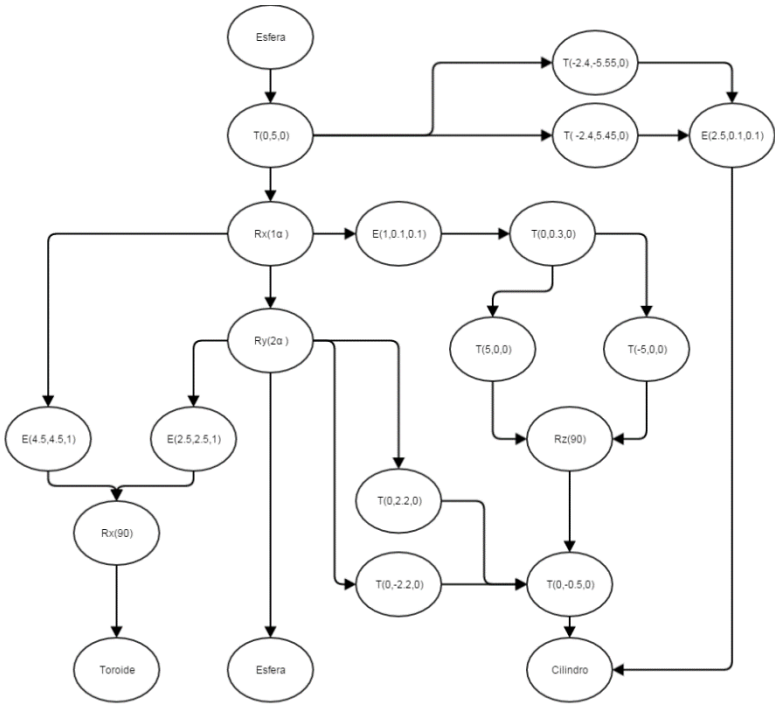 Esfera
T(-2.4,-5.55,0)
T(0,5,0)
T( -2.4,5.45,0)
E(2.5,0.1,0.1)
Rx(1α )
E(1,0.1,0.1)
T(0,0.3,0)
Ry(2α )
T(5,0,0)
T(-5,0,0)
E(4.5,4.5,1)
E(2.5,2.5,1)
Rz(90)
T(0,2.2,0)
Rx(90)
T(0,-2.2,0)
T(0,-0.5,0)
Toroide
Esfera
Cilindro